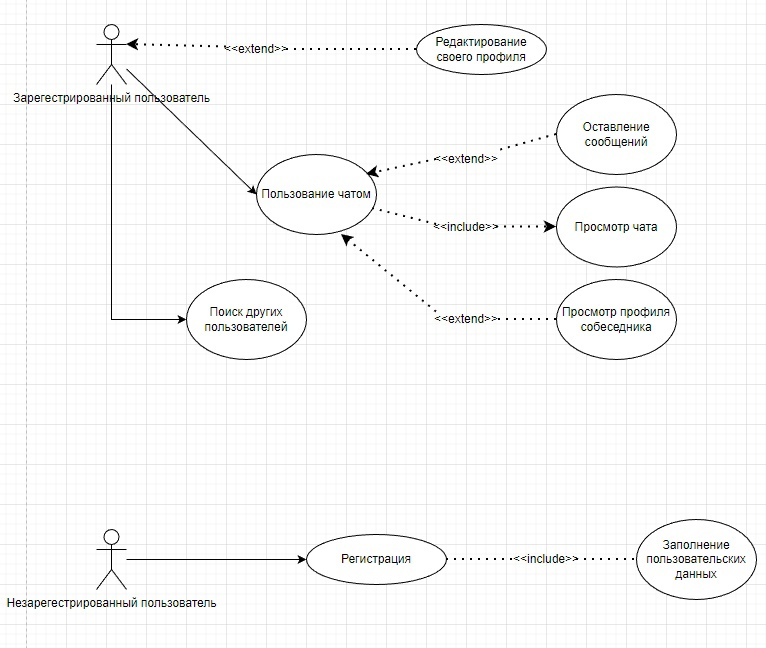 <<extend>>
Редактирование
своего профиля
Зарегестрированный пользователь
Оставление
сообщений
<<extend>>
Пользование чатом
<<include>>
Просмотр чата
Поиск других
пользователей
<<extend>>
Просмотр профиля
собеседника
Незарегестрированный пользователь
Регистрация
<<include>>
Заполнение
пользовательских
данных